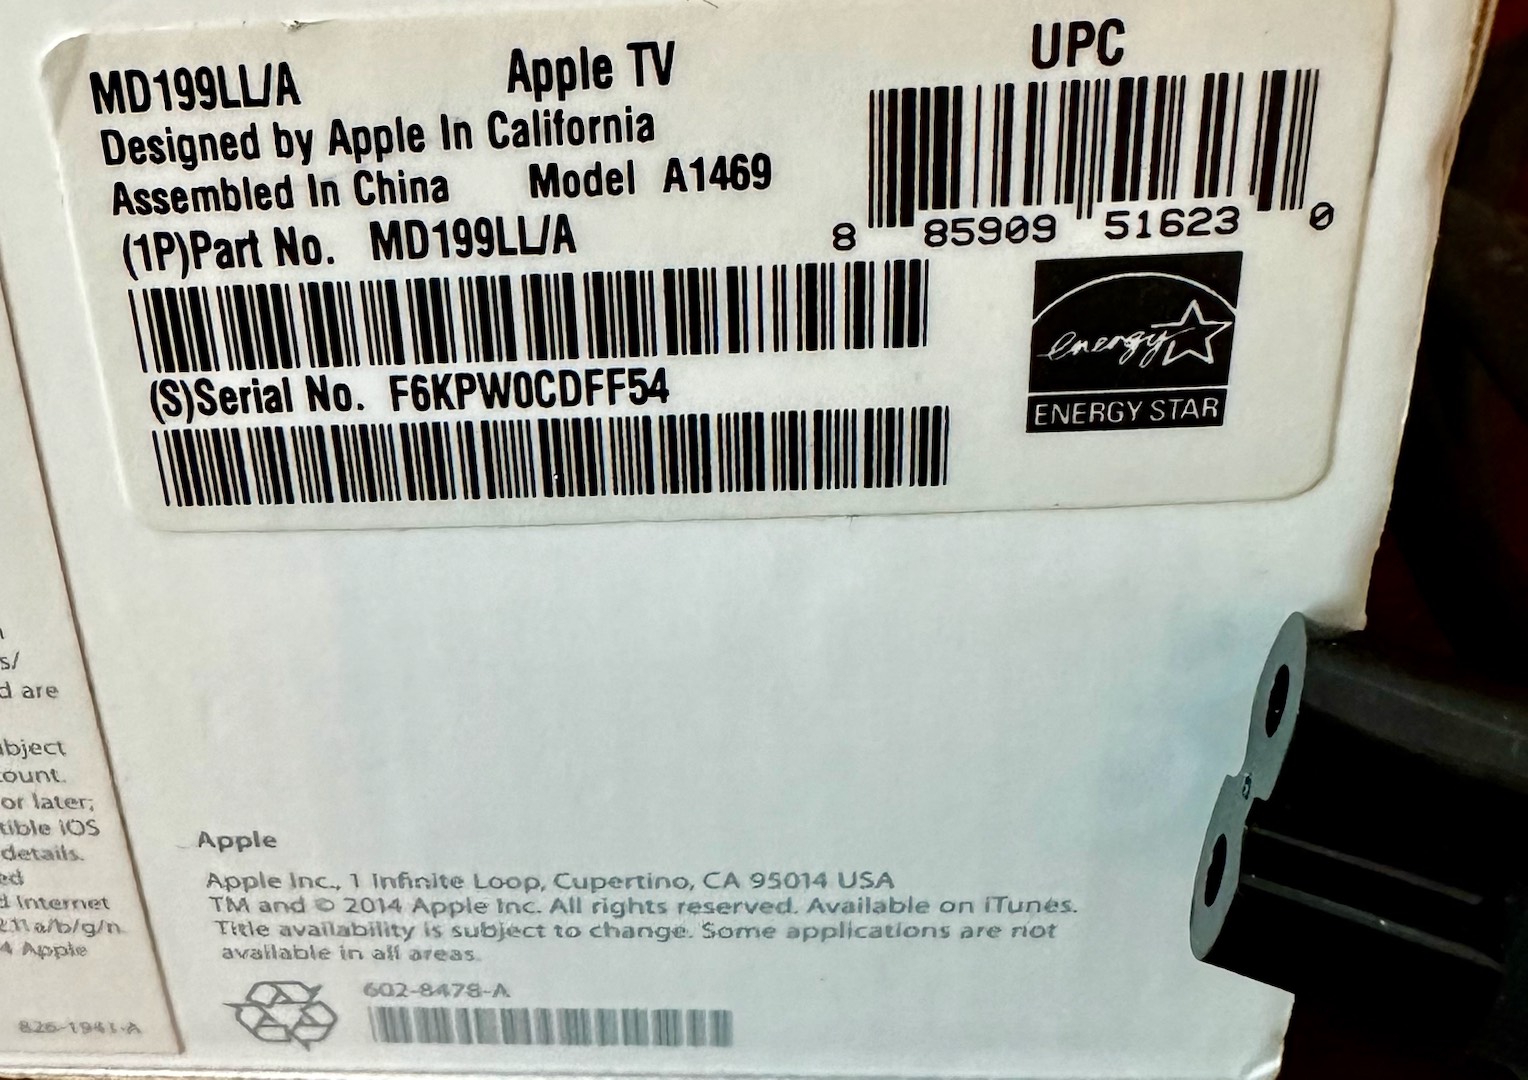 MD199LL/A Apple TV
Designed by Apple In California
Assembled In China Model A1469
(1P)Part No. MD199LL/A
(S)Serial No. F6KPW0CDFF54
UPC
8 85909 51623 0
energy
ENERGY STAR
s/
d are
bject
ount.
or later;
tible iOS
details.
ed
d Internet
2.11a/b/g/n
4 Apple
826-1941-A
Apple
Apple Inc., 1 Infinite Loop, Cupertino, CA 95014 USA
TM and © 2014 Apple Inc. All rights reserved. Available on iTunes.
Title availability is subject to change. Some applications are not
available in all areas.
602-8478-A